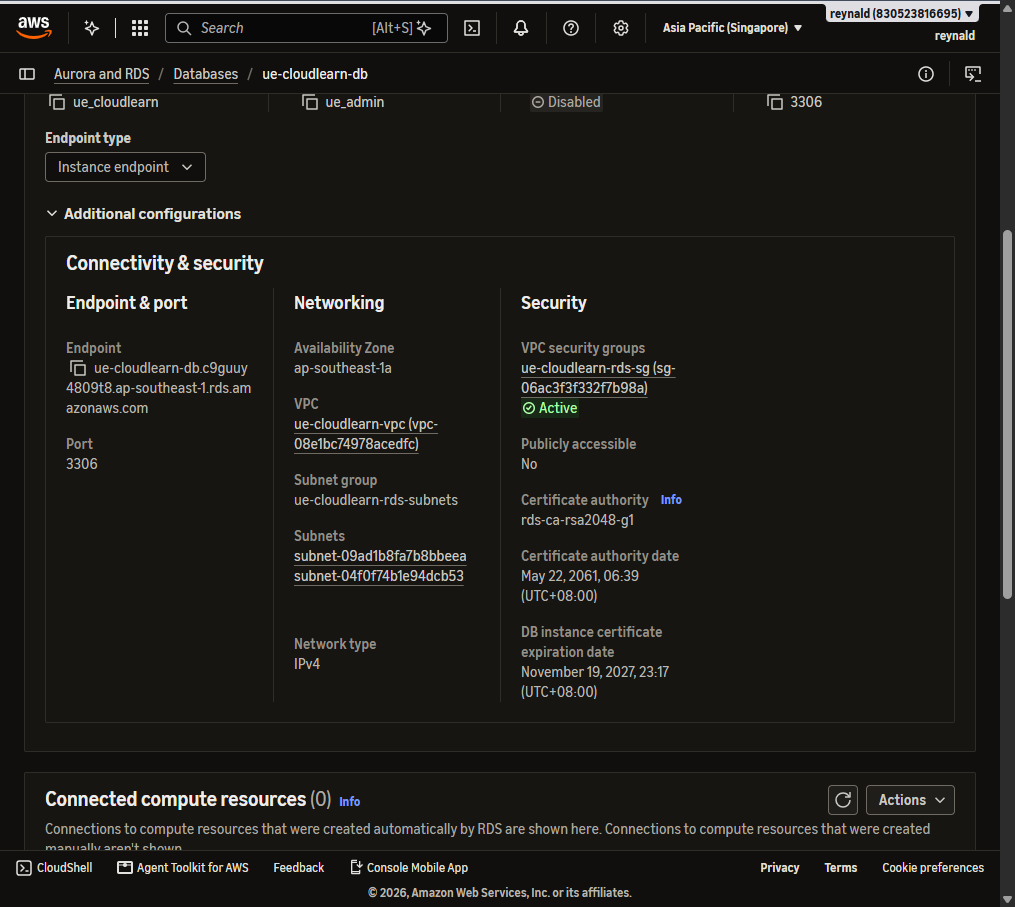 aws
Search
[Alt+S]
Asia Pacific (Singapore)
reynald (830523816695)
reynald
Aurora and RDS / Databases / ue-cloudlearn-db
ue_cloudlearn
ue_admin
Disabled
3306
Endpoint type
Instance endpoint
Additional configurations
Connectivity & security
Endpoint & port
Endpoint
ue-cloudlearn-db.c9guuy
4809t8.ap-southeast-1.rds.am
azonaws.com
Port
3306
Networking
Availability Zone
ap-southeast-1a
VPC
ue-cloudlearn-vpc (vpc-
08e1bc74978acedfc)
Subnet group
ue-cloudlearn-rds-subnets
Subnets
subnet-09ad1b8fa7b8bbeea
subnet-04f0f74b1e94dcb53
Network type
IPv4
Security
VPC security groups
ue-cloudlearn-rds-sg (sg-
06ac3f3f332f7b98a)
Active
Publicly accessible
No
Certificate authority Info
rds-ca-rsa2048-g1
Certificate authority date
May 22, 2061, 06:39
(UTC+08:00)
DB instance certificate
expiration date
November 19, 2027, 23:17
(UTC+08:00)
Connected compute resources (0) Info
Actions
Connections to compute resources that were created automatically by RDS are shown here. Connections to compute resources that were created
manually aren't shown.
CloudShell
Agent Toolkit for AWS
Feedback
Console Mobile App
Privacy
Terms
Cookie preferences
© 2026, Amazon Web Services, Inc. or its affiliates.